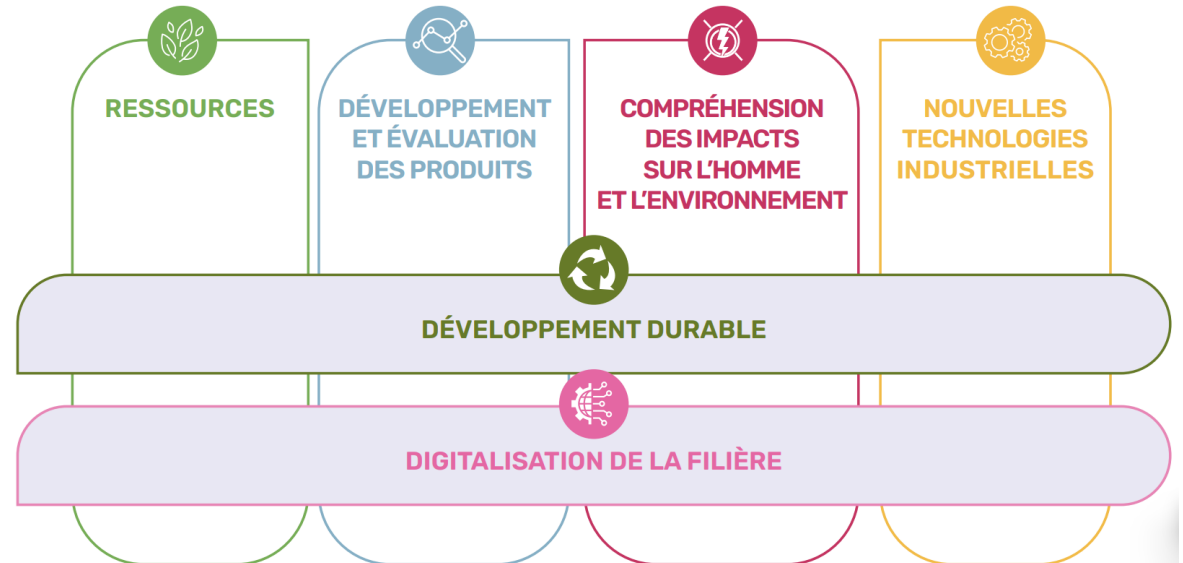 RESSOURCES
DÉVELOPPEMENT
ET ÉVALUATION
DES PRODUITS
COMPRÉHENSION
DES IMPACTS
SUR L'HOMME
ET L'ENVIRONNEMENT
NOUVELLES
TECHNOLOGIES
INDUSTRIELLES
DÉVELOPPEMENT DURABLE
DIGITALISATION DE LA FILIÈRE